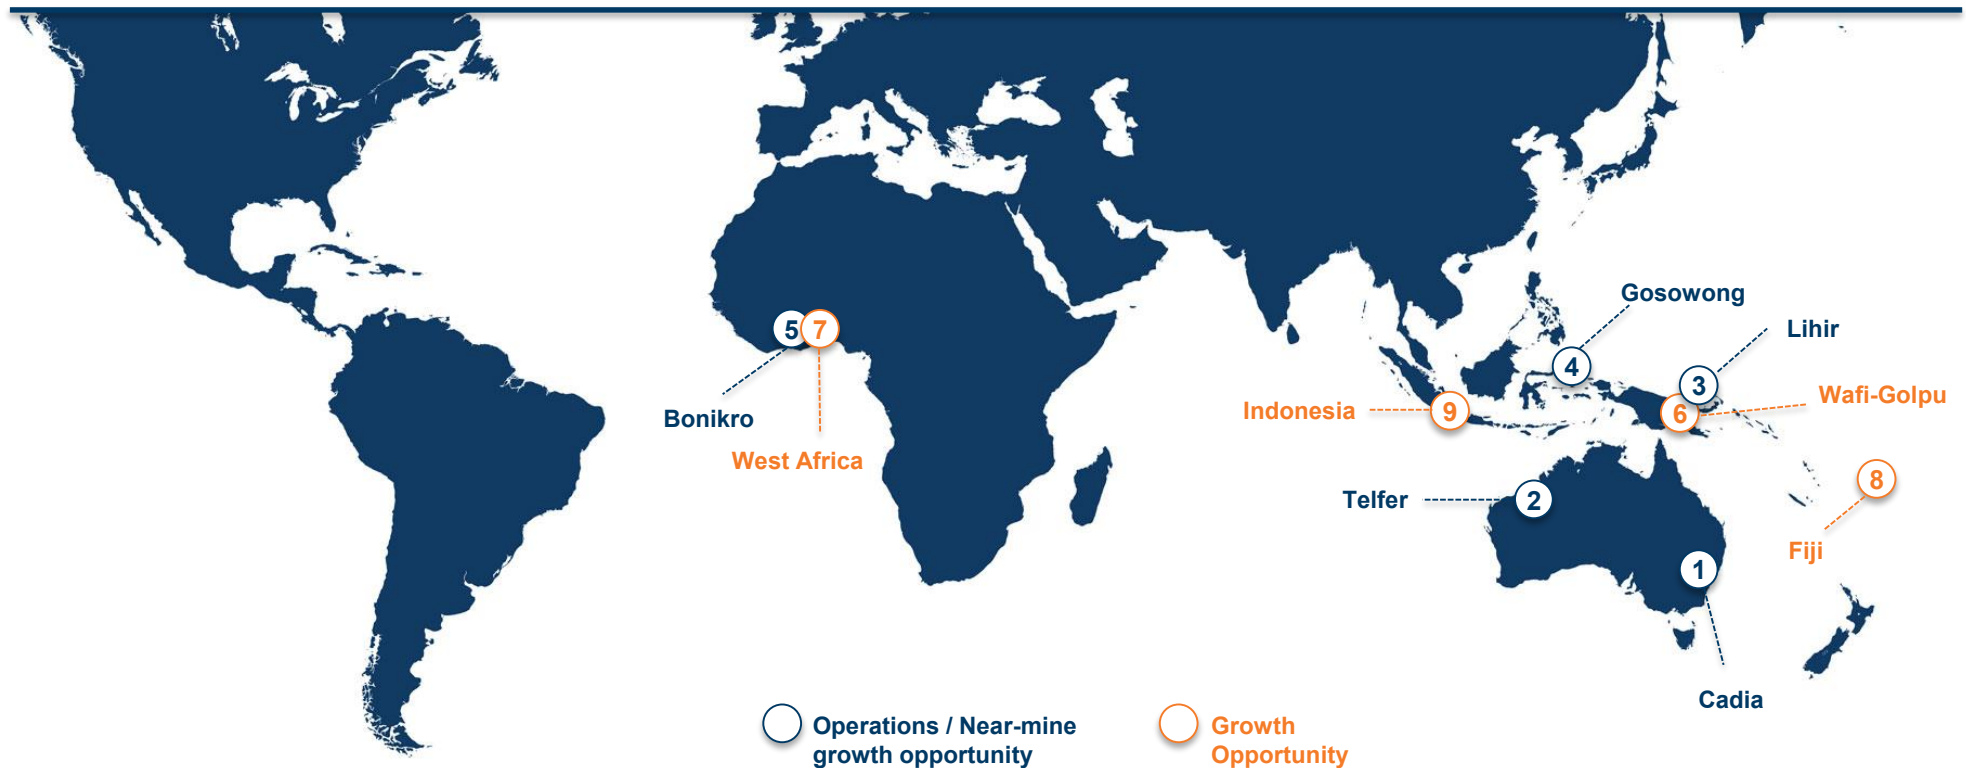 Gosowong
4
Lihir
3
5
7
Wafi-Golpu
6
Indonesia
9
Bonikro
West Africa
Telfer
2
8
Fiji
1
Cadia
Operations / Near-mine
growth opportunity
Growth
Opportunity